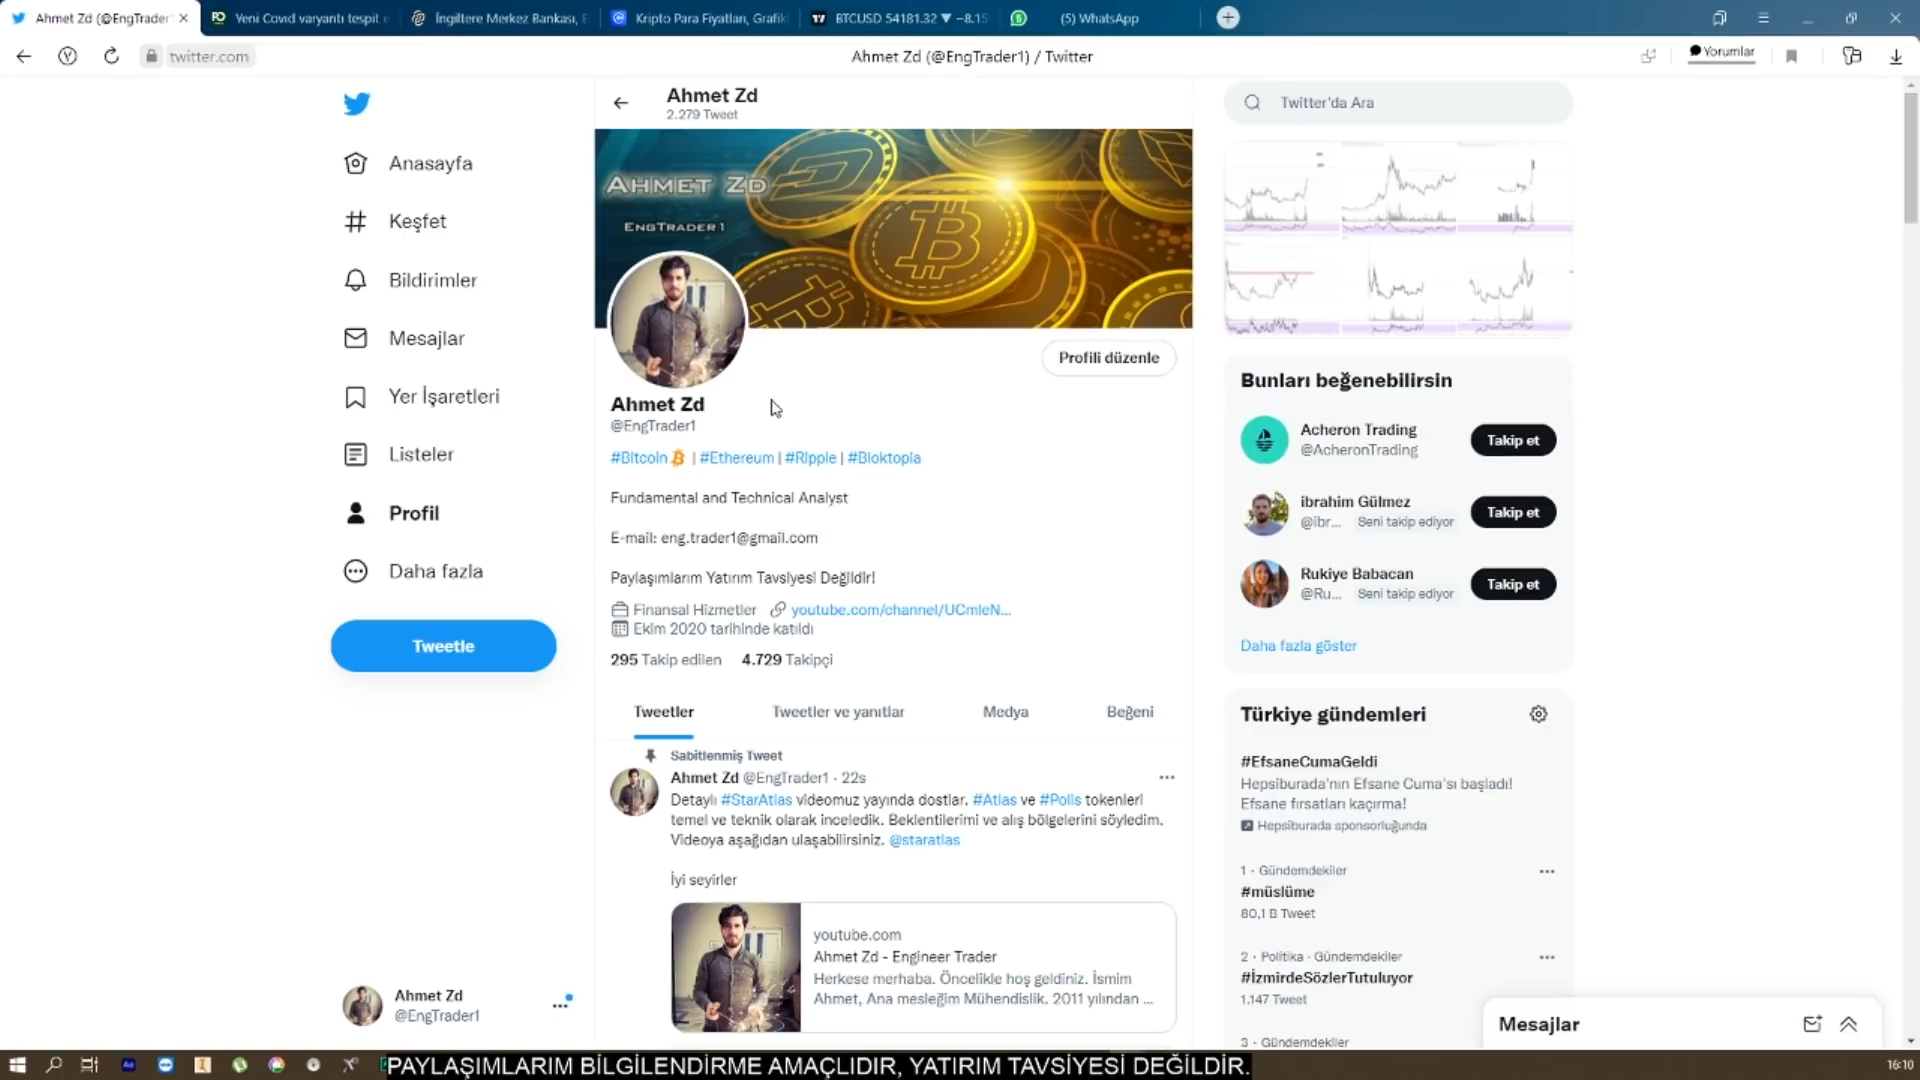 Ahmet Zd (@EngTrader
Yeni Covid varyantı tespit e
İngiltere Merkez Bankası, E
Kripto Para Fiyatları, Grafikl
BTCUSD 54181.32 ▼ −8.15
(5) WhatsApp
twitter.com
Ahmet Zd (@EngTrader1) / Twitter
Yorumlar
Anasayfa
Keşfet
Bildirimler
Mesajlar
Yer İşaretleri
Listeler
Profil
Daha fazla
Tweetle
Ahmet Zd
@EngTrader1
Ahmet Zd
2.279 Tweet
AHMET ZD
ENGTRADER1
Profili düzenle
Ahmet Zd
@EngTrader1
#Bitcoin | #Ethereum | #Ripple | #Bloktopia
Fundamental and Technical Analyst
E-mail: eng.trader1@gmail.com
Paylaşımlarım Yatırım Tavsiyesi Değildir!
Finansal Hizmetler youtube.com/channel/UCmleN...
Ekim 2020 tarihinde katıldı
295 Takip edilen 4.729 Takipçi
Tweetler Tweetler ve yanıtlar Medya Beğeni
Sabitlenmiş Tweet
Ahmet Zd @EngTrader1 · 22s
Detaylı #StarAtlas videomuz yayında dostlar. #Atlas ve #Polis tokenleri
temel ve teknik olarak inceledik. Beklentilerimi ve alış bölgelerini söyledim.
Videoya aşağıdan ulaşabilirsiniz. @staratlas
İyi seyirler
youtube.com
Ahmet Zd - Engineer Trader
Herkese merhaba. Öncelikle hoş geldiniz. İsmim
Ahmet, Ana mesleğim Mühendislik. 2011 yılından ...
Twitter'da Ara
Bunları beğenebilirsin
Acheron Trading
@AcheronTrading
Takip et
ibrahim Gülmez
@ibr... Seni takip ediyor
Takip et
Rukiye Babacan
@Ru... Seni takip ediyor
Takip et
Daha fazla göster
Türkiye gündemleri
#EfsaneCumaGeldi
Hepsiburada'nın Efsane Cuma'sı başladı!
Efsane fırsatları kaçırma!
Hepsiburada sponsorluğunda
1 · Gündemdekiler
#müslüme
80,1 B Tweet
2 · Politika · Gündemdekiler
#İzmirdeSözlerTutuluyor
1.147 Tweet
3 · Gündemdekiler
Mesajlar
PAYLAŞIMLARIM BİLGİLENDİRME AMAÇLIDIR, YATIRIM TAVSİYESİ DEĞİLDİR.
16:10